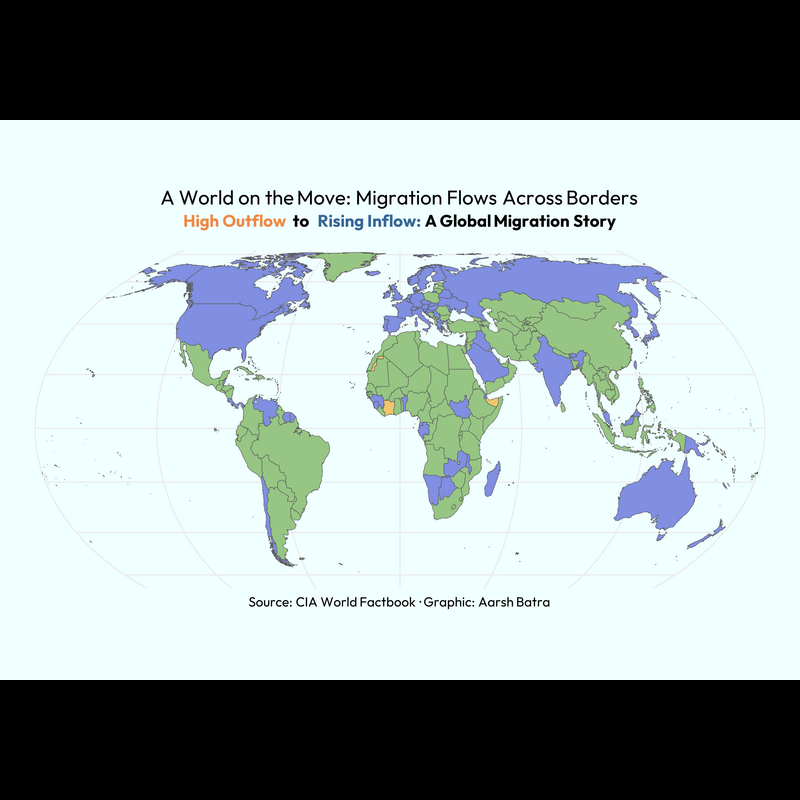 A World on the Move: Migration Flows Across Borders
High Outflow to Rising Inflow: A Global Migration Story
Source: CIA World Factbook · Graphic: Aarsh Batra